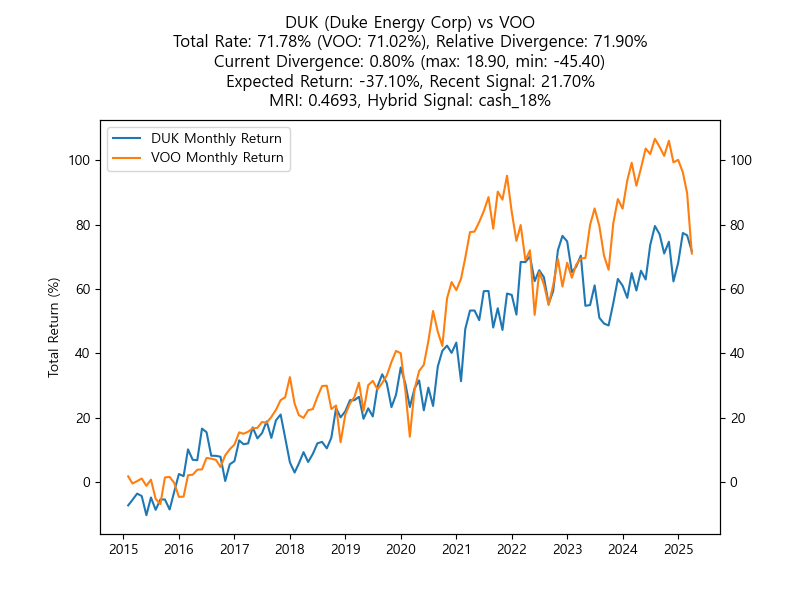 DUK (Duke Energy Corp) vs VOO
Total Rate: 71.78% (VOO: 71.02%), Relative Divergence: 71.90%
Current Divergence: 0.80% (max: 18.90, min: -45.40)
Expected Return: -37.10%, Recent Signal: 21.70%
MRI: 0.4693, Hybrid Signal: cash_18%
DUK Monthly Return
VOO Monthly Return
100
80
60
40
20
0
Total Return (%)
100
80
60
40
20
0
2015 2016 2017 2018 2019 2020 2021 2022 2023 2024 2025